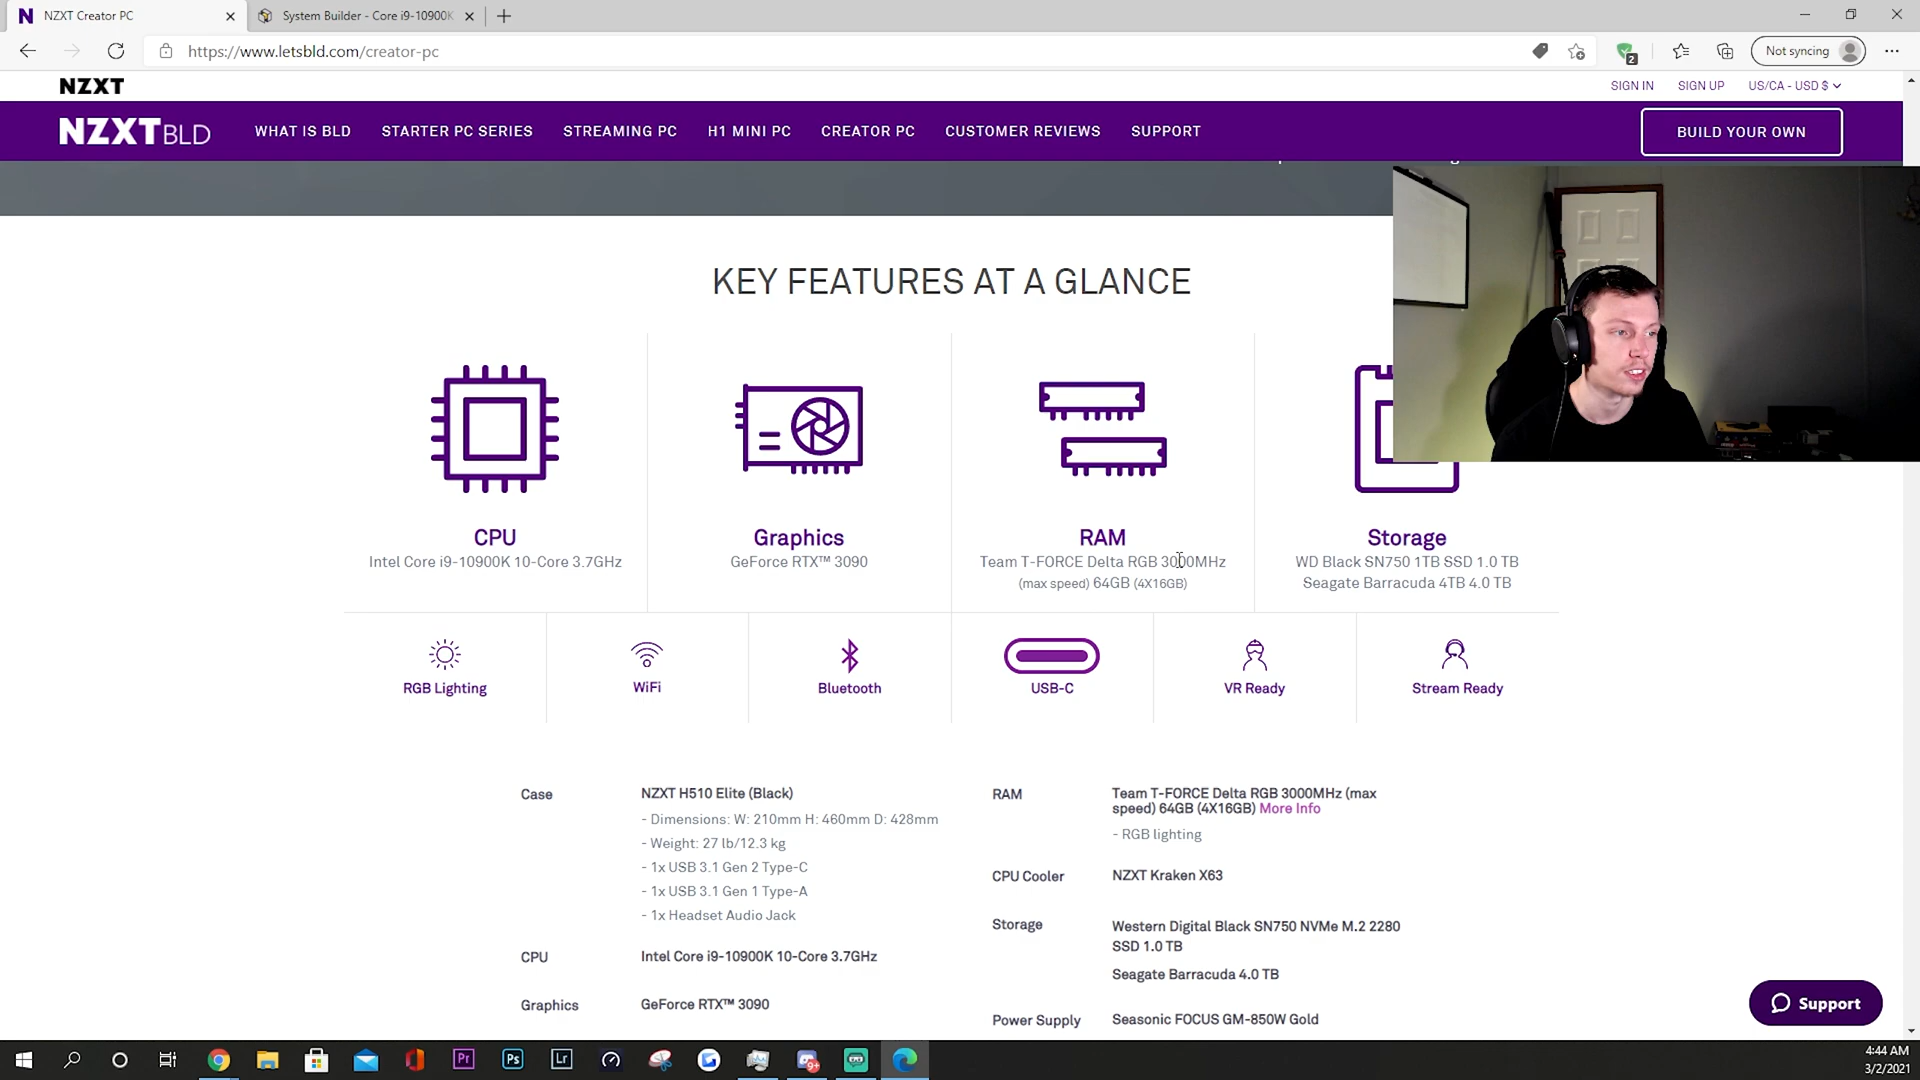 NZXT Creator PC
System Builder - Core i9-10900K
https://www.letsbld.com/creator-pc
2
Not syncing
NZXT
SIGN IN
SIGN UP
US/CA - USD $
NZXT BLD
WHAT IS BLD
STARTER PC SERIES
STREAMING PC
H1 MINI PC
CREATOR PC
CUSTOMER REVIEWS
SUPPORT
BUILD YOUR OWN
KEY FEATURES AT A GLANCE
CPU
Intel Core i9-10900K 10-Core 3.7GHz
Graphics
GeForce RTX™ 3090
RAM
Team T-FORCE Delta RGB 3000MHz
(max speed) 64GB (4X16GB)
Storage
WD Black SN750 1TB SSD 1.0 TB
Seagate Barracuda 4TB 4.0 TB
RGB Lighting
WiFi
Bluetooth
USB-C
VR Ready
Stream Ready
Case
NZXT H510 Elite (Black)
- Dimensions: W: 210mm H: 460mm D: 428mm
- Weight: 27 lb/12.3 kg
- 1x USB 3.1 Gen 2 Type-C
- 1x USB 3.1 Gen 1 Type-A
- 1x Headset Audio Jack
CPU
Intel Core i9-10900K 10-Core 3.7GHz
Graphics
GeForce RTX™ 3090
RAM
Team T-FORCE Delta RGB 3000MHz (max
speed) 64GB (4X16GB) More Info
- RGB lighting
CPU Cooler
NZXT Kraken X63
Storage
Western Digital Black SN750 NVMe M.2 2280
SSD 1.0 TB
Seagate Barracuda 4.0 TB
Power Supply
Seasonic FOCUS GM-850W Gold
Support
Pr
Ps
Lr
4:44 AM
3/2/2021